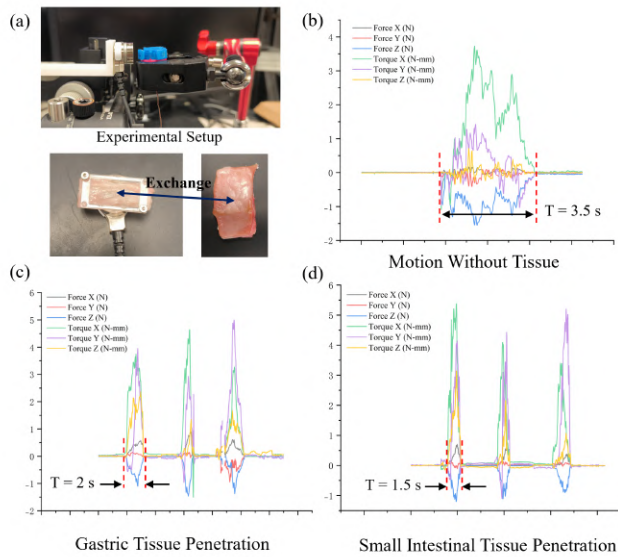 (a)
Experimental Setup
Exchange
(b)
Force X (N)
Force Y (N)
Force Z (N)
Torque X (N-mm)
Torque Y (N-mm)
Torque Z (N-mm)
4
3
2
1
0
-1
-2
T = 3.5 s
Motion Without Tissue
(c)
Force X (N)
Force Y (N)
Force Z (N)
Torque X (N-mm)
Torque Y (N-mm)
Torque Z (N-mm)
6
5
4
3
2
1
0
-1
-2
T = 2 s
Gastric Tissue Penetration
(d)
Force X (N)
Force Y (N)
Force Z (N)
Torque X (N-mm)
Torque Y (N-mm)
Torque Z (N-mm)
5
4
3
2
1
0
-1
T = 1.5 s
Small Intestinal Tissue Penetration